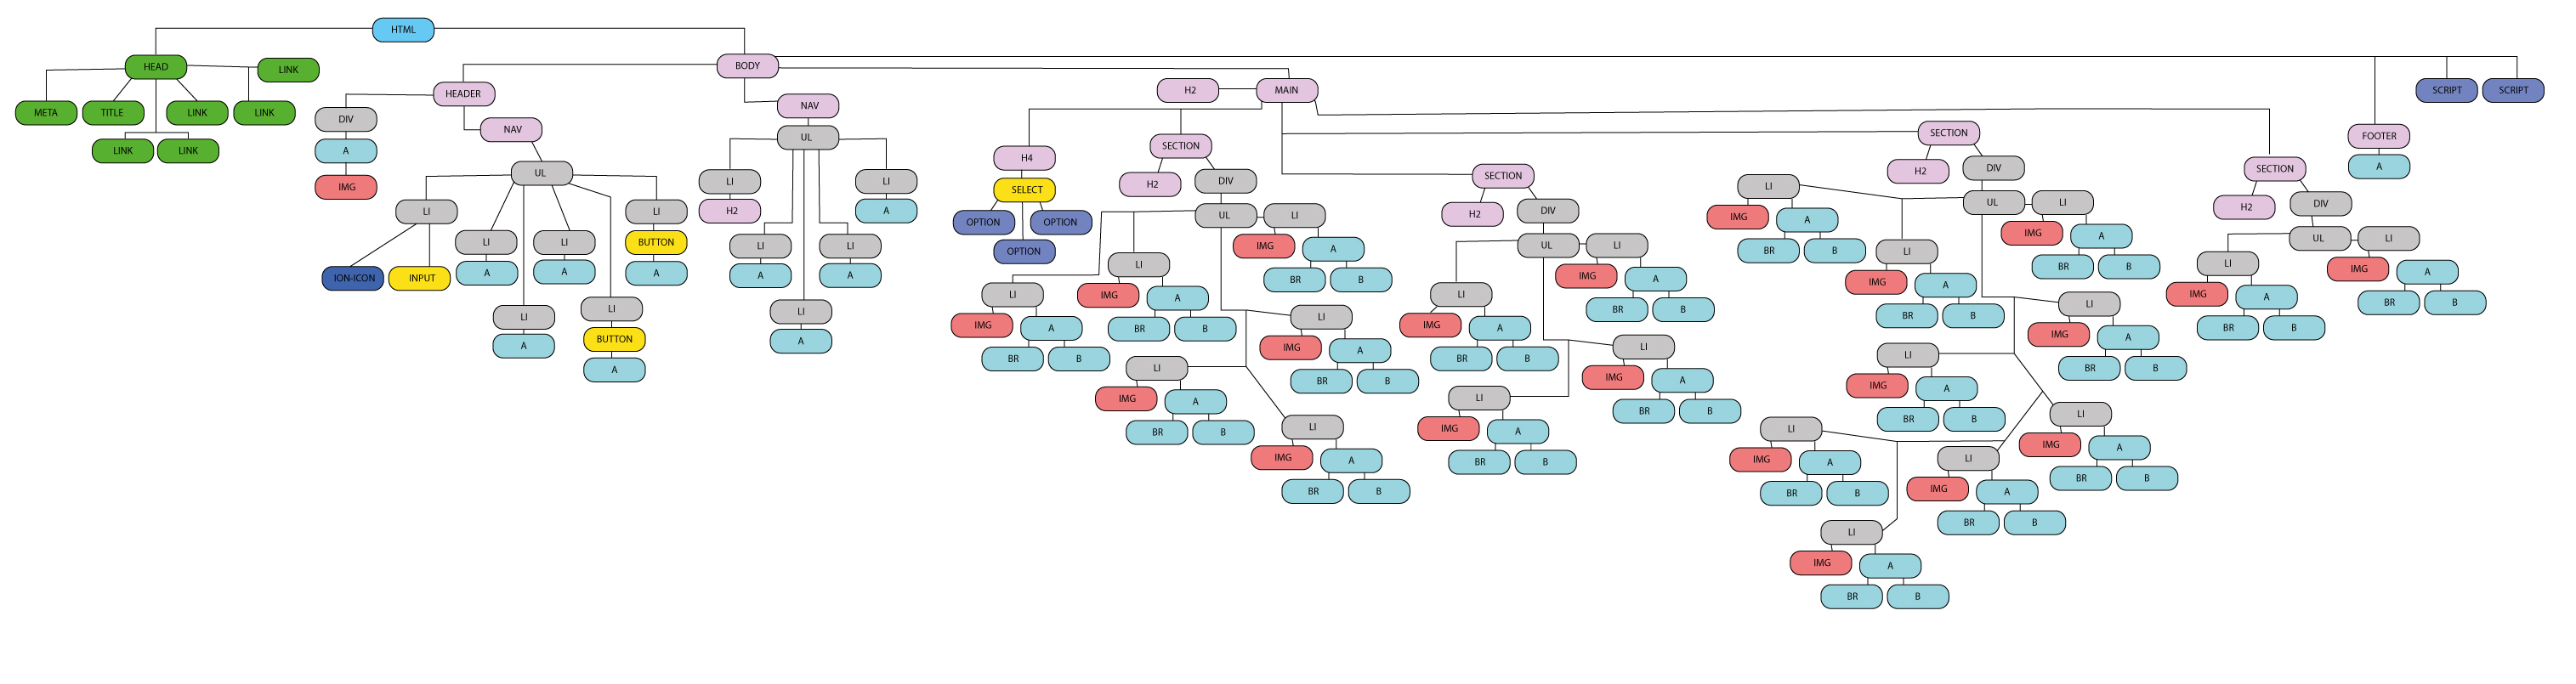 HTML
HEAD
LINK
META
TITLE
LINK
LINK
LINK
LINK
BODY
HEADER
DIV
A
IMG
NAV
UL
LI
ION-ICON
INPUT
LI
A
LI
A
LI
A
LI
BUTTON
A
LI
BUTTON
A
NAV
UL
LI
H2
LI
A
LI
A
LI
A
LI
A
H2
MAIN
H4
SELECT
OPTION
OPTION
OPTION
SECTION
H2
DIV
UL
LI
IMG
A
BR
B
LI
IMG
A
BR
B
LI
IMG
A
BR
B
LI
IMG
A
BR
B
LI
IMG
A
BR
B
LI
IMG
A
BR
B
SECTION
H2
DIV
UL
LI
IMG
A
BR
B
LI
IMG
A
BR
B
LI
IMG
A
BR
B
LI
IMG
A
BR
B
SECTION
H2
DIV
UL
LI
IMG
A
BR
B
LI
IMG
A
BR
B
LI
IMG
A
BR
B
LI
IMG
A
BR
B
LI
IMG
A
BR
B
LI
IMG
A
BR
B
LI
IMG
A
BR
B
LI
IMG
A
BR
B
LI
IMG
A
BR
B
SECTION
H2
DIV
UL
LI
IMG
A
BR
B
LI
IMG
A
BR
B
FOOTER
A
SCRIPT
SCRIPT